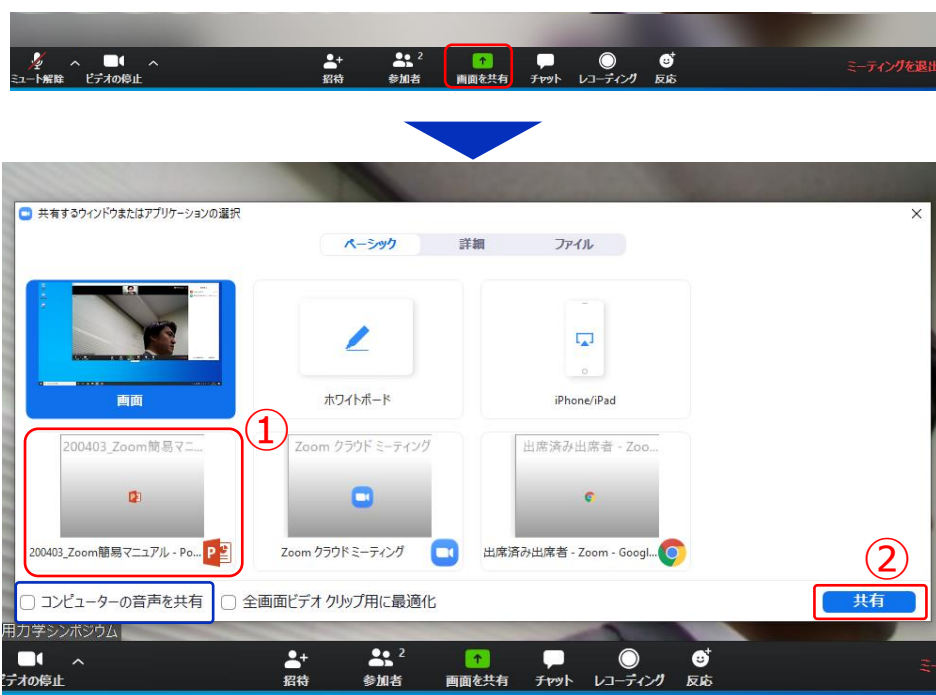 2
ミュート解除 ビデオの停止 招待 参加者 画面を共有 チャット レコーディング 反応 ミーティングを退出
共有するウィンドウまたはアプリケーションの選択
ベーシック 詳細 ファイル
画面 ホワイトボード iPhone/iPad
①
200403_Zoom簡易マニ... Zoom クラウド ミーティング 出席済み出席者 - Zoo...
200403_Zoom簡易マニュアル - Po... Zoom クラウドミーティング 出席済み出席者 - Zoom - Googl...
②
コンピューターの音声を共有 全画面ビデオ クリップ用に最適化 共有
用力学シンポジウム
2
デオの停止 招待 参加者 画面を共有 チャット レコーディング 反応 ミー